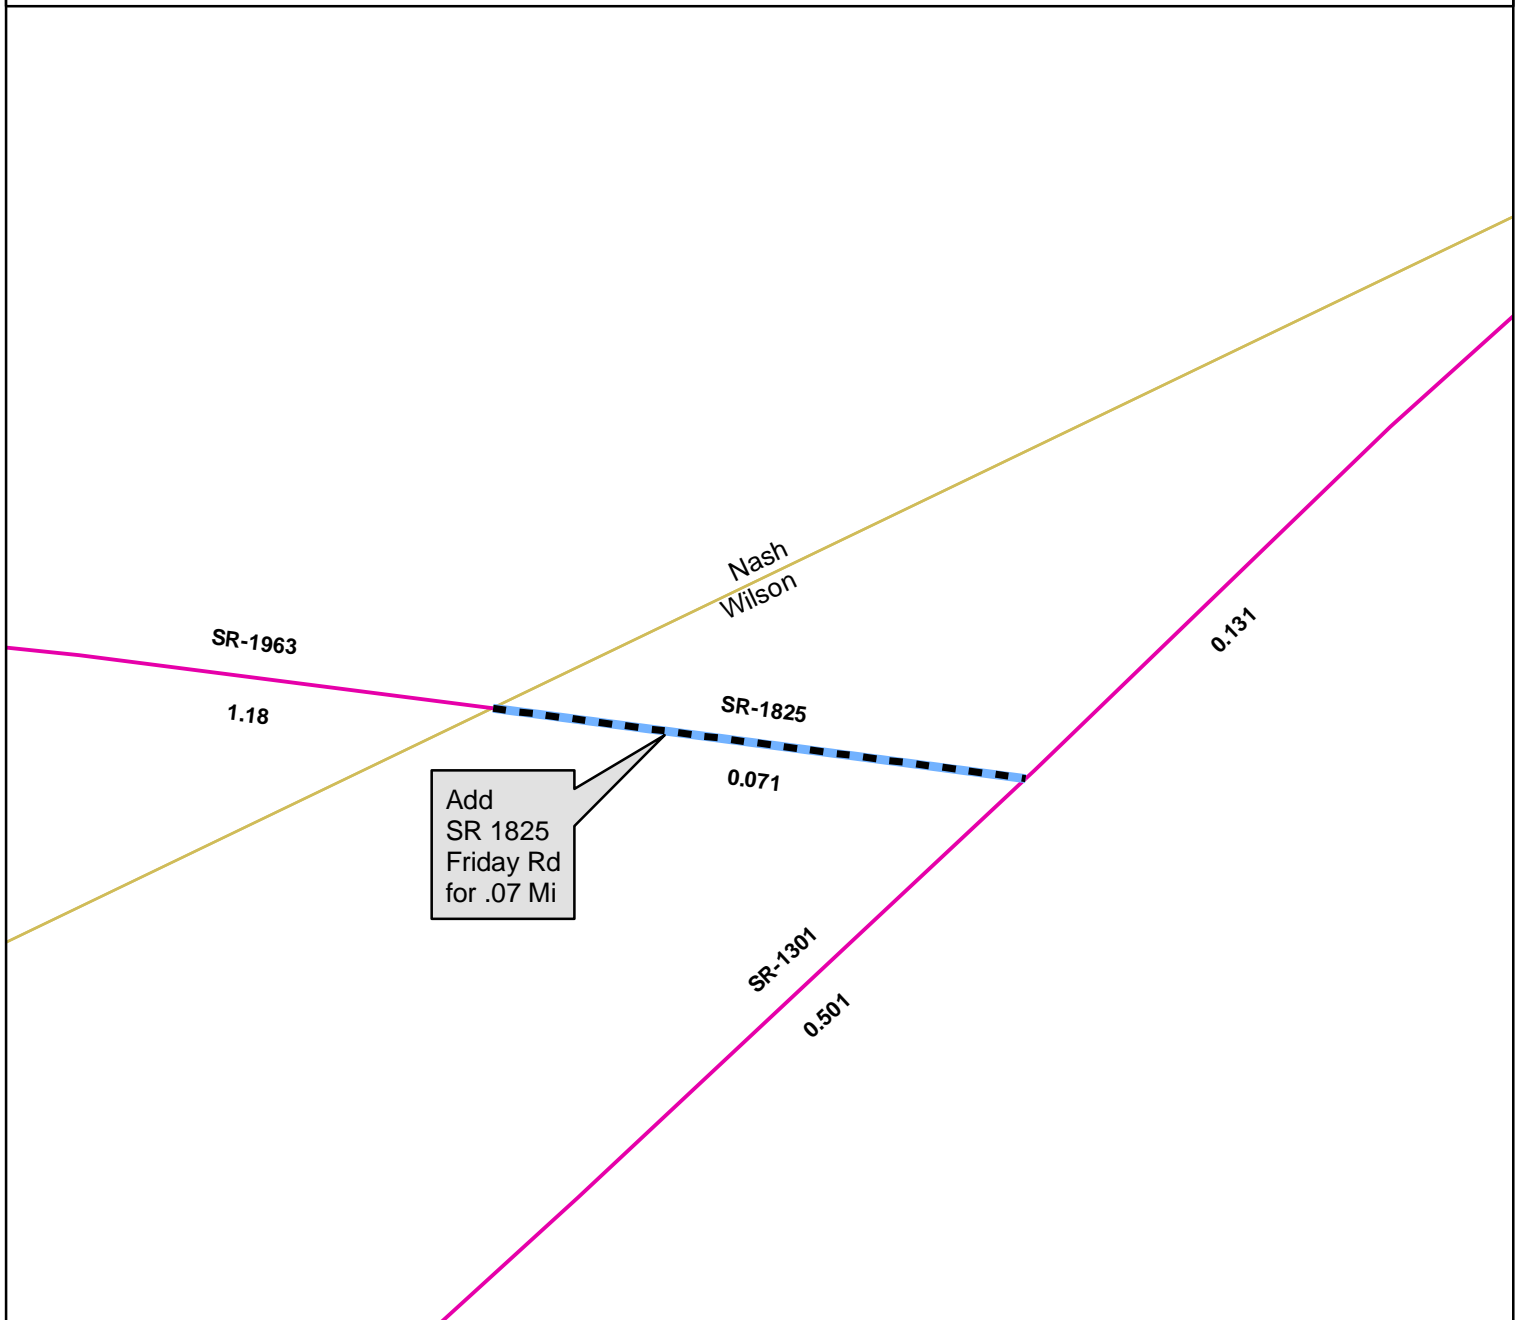 Nash
Wilson
0.131
SR-1963
1.18
SR-1825
0.071
Add
SR 1825
Friday Rd
for .07 Mi
SR-1301
0.501